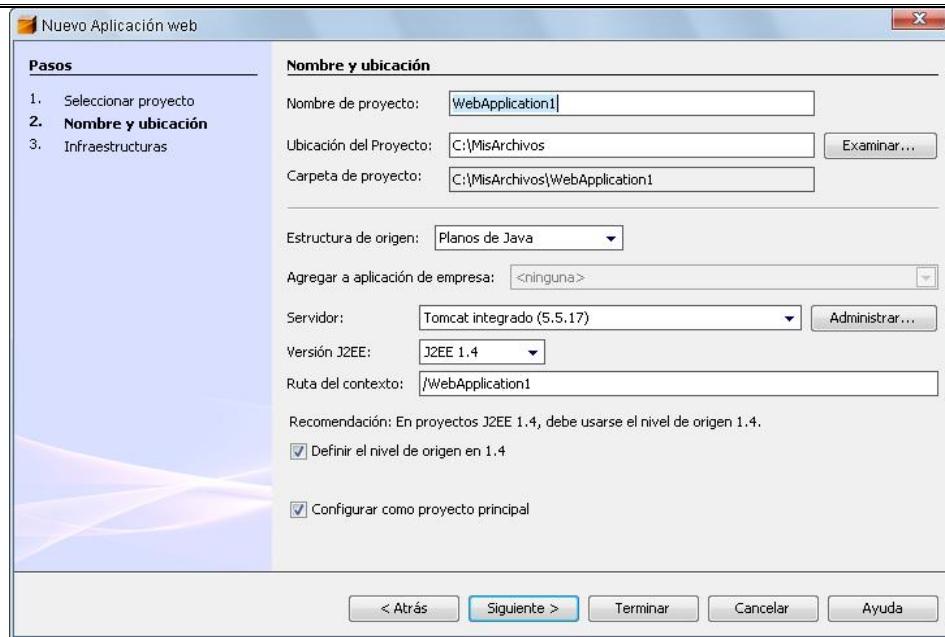 Nuevo Aplicación web
Pasos
1. Seleccionar proyecto
2. Nombre y ubicación
3. Infraestructuras
Nombre y ubicación
Nombre de proyecto: WebApplication1
Ubicación del Proyecto: C:\MisArchivos Examinar...
Carpeta de proyecto: C:\MisArchivos\WebApplication1
Estructura de origen: Planos de Java
Agregar a aplicación de empresa: <ninguna>
Servidor: Tomcat integrado (5.5.17) Administrar...
Versión J2EE: J2EE 1.4
Ruta del contexto: /WebApplication1
Recomendación: En proyectos J2EE 1.4, debe usarse el nivel de origen 1.4.
Definir el nivel de origen en 1.4
Configurar como proyecto principal
< Atrás Siguiente > Terminar Cancelar Ayuda